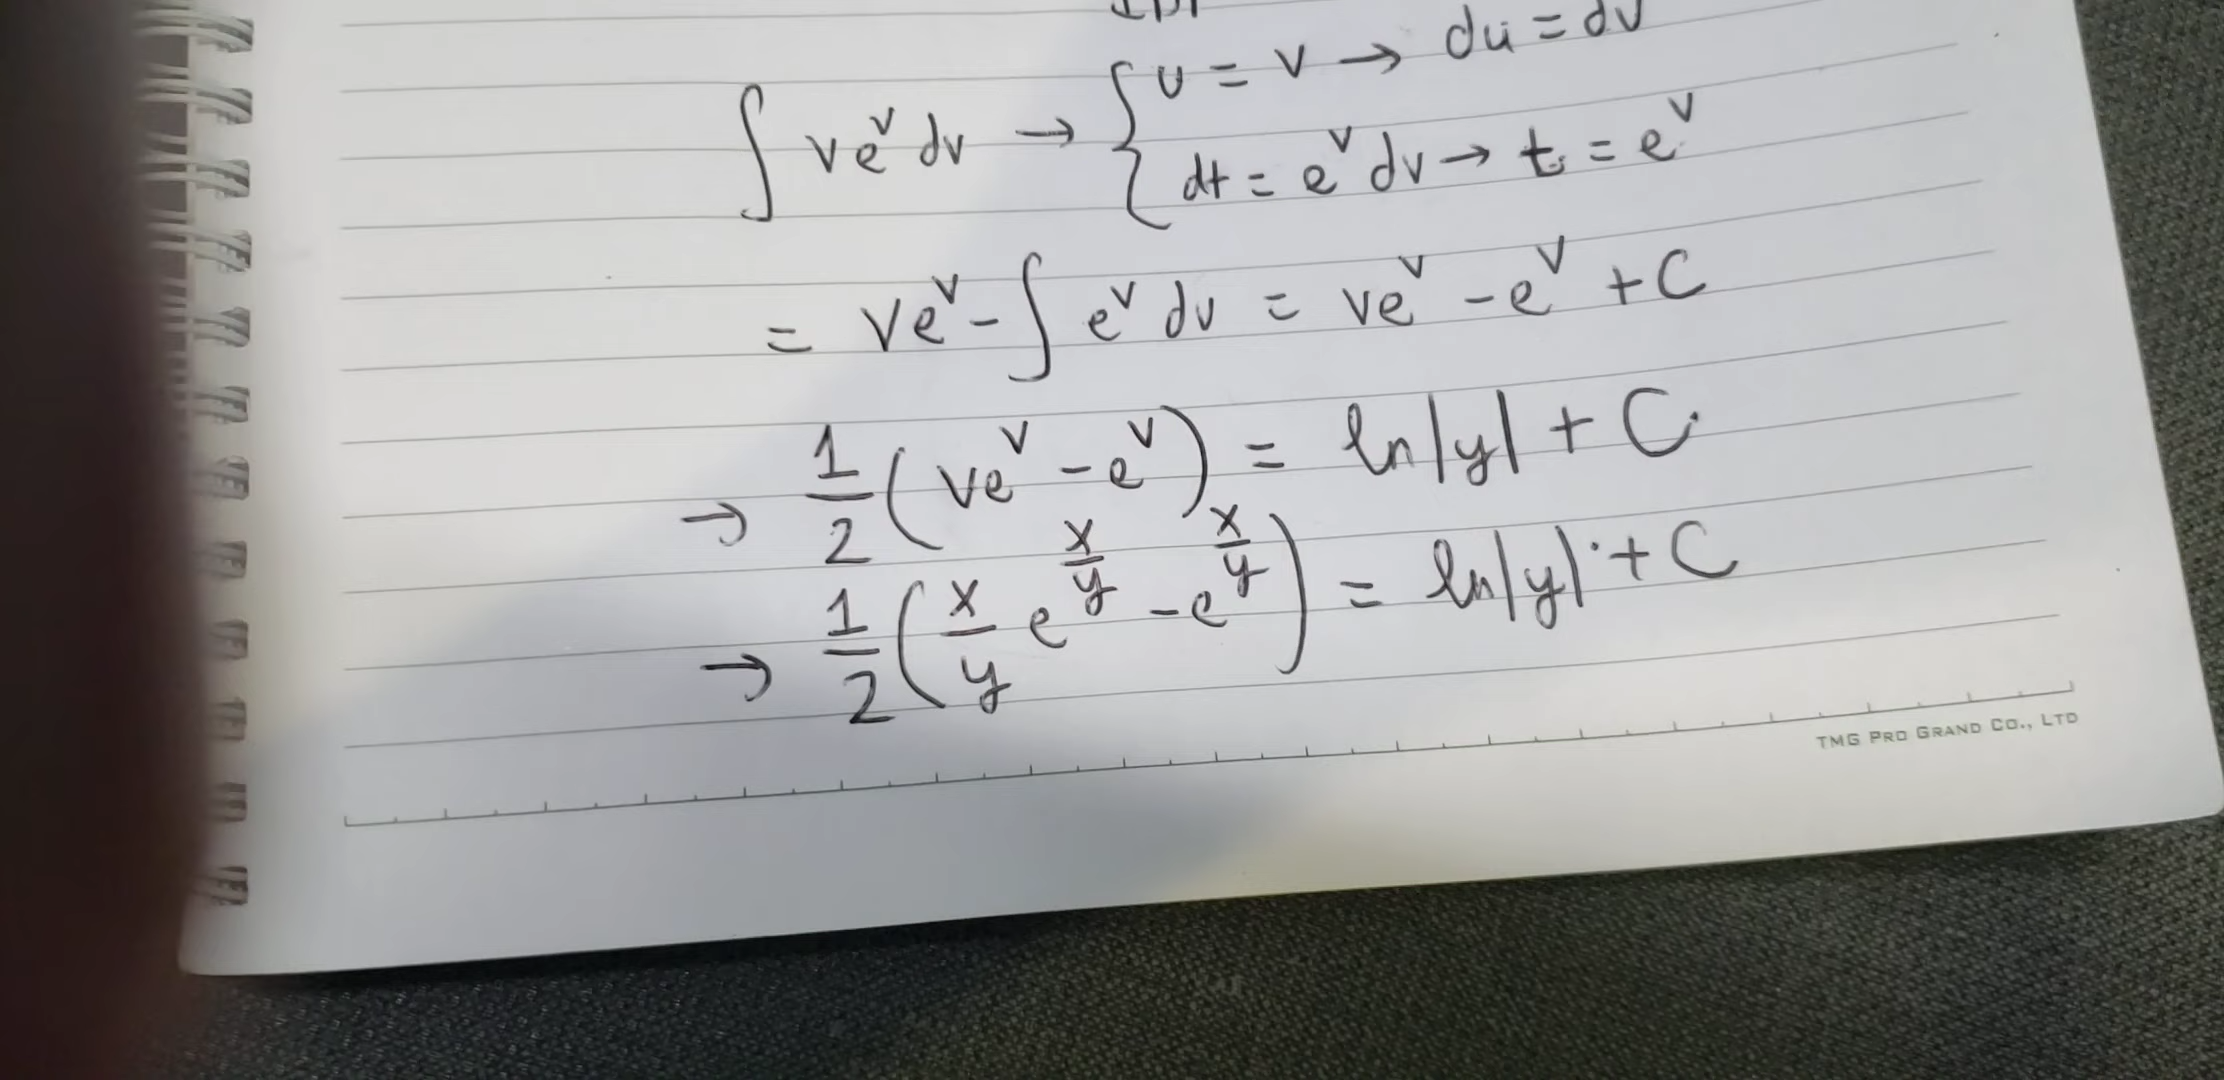 u = v → du = dv
∫ ve^v dv → { dt = e^v dv → t = e^v
= ve^v - ∫ e^v dv = ve^v - e^v + C
→ 1/2 (ve^v - e^v) = ln|y| + C
→ 1/2 (x/y e^(x/y) - e^(x/y)) = ln|y| + C
TMG PRO GRAND CO., LTD